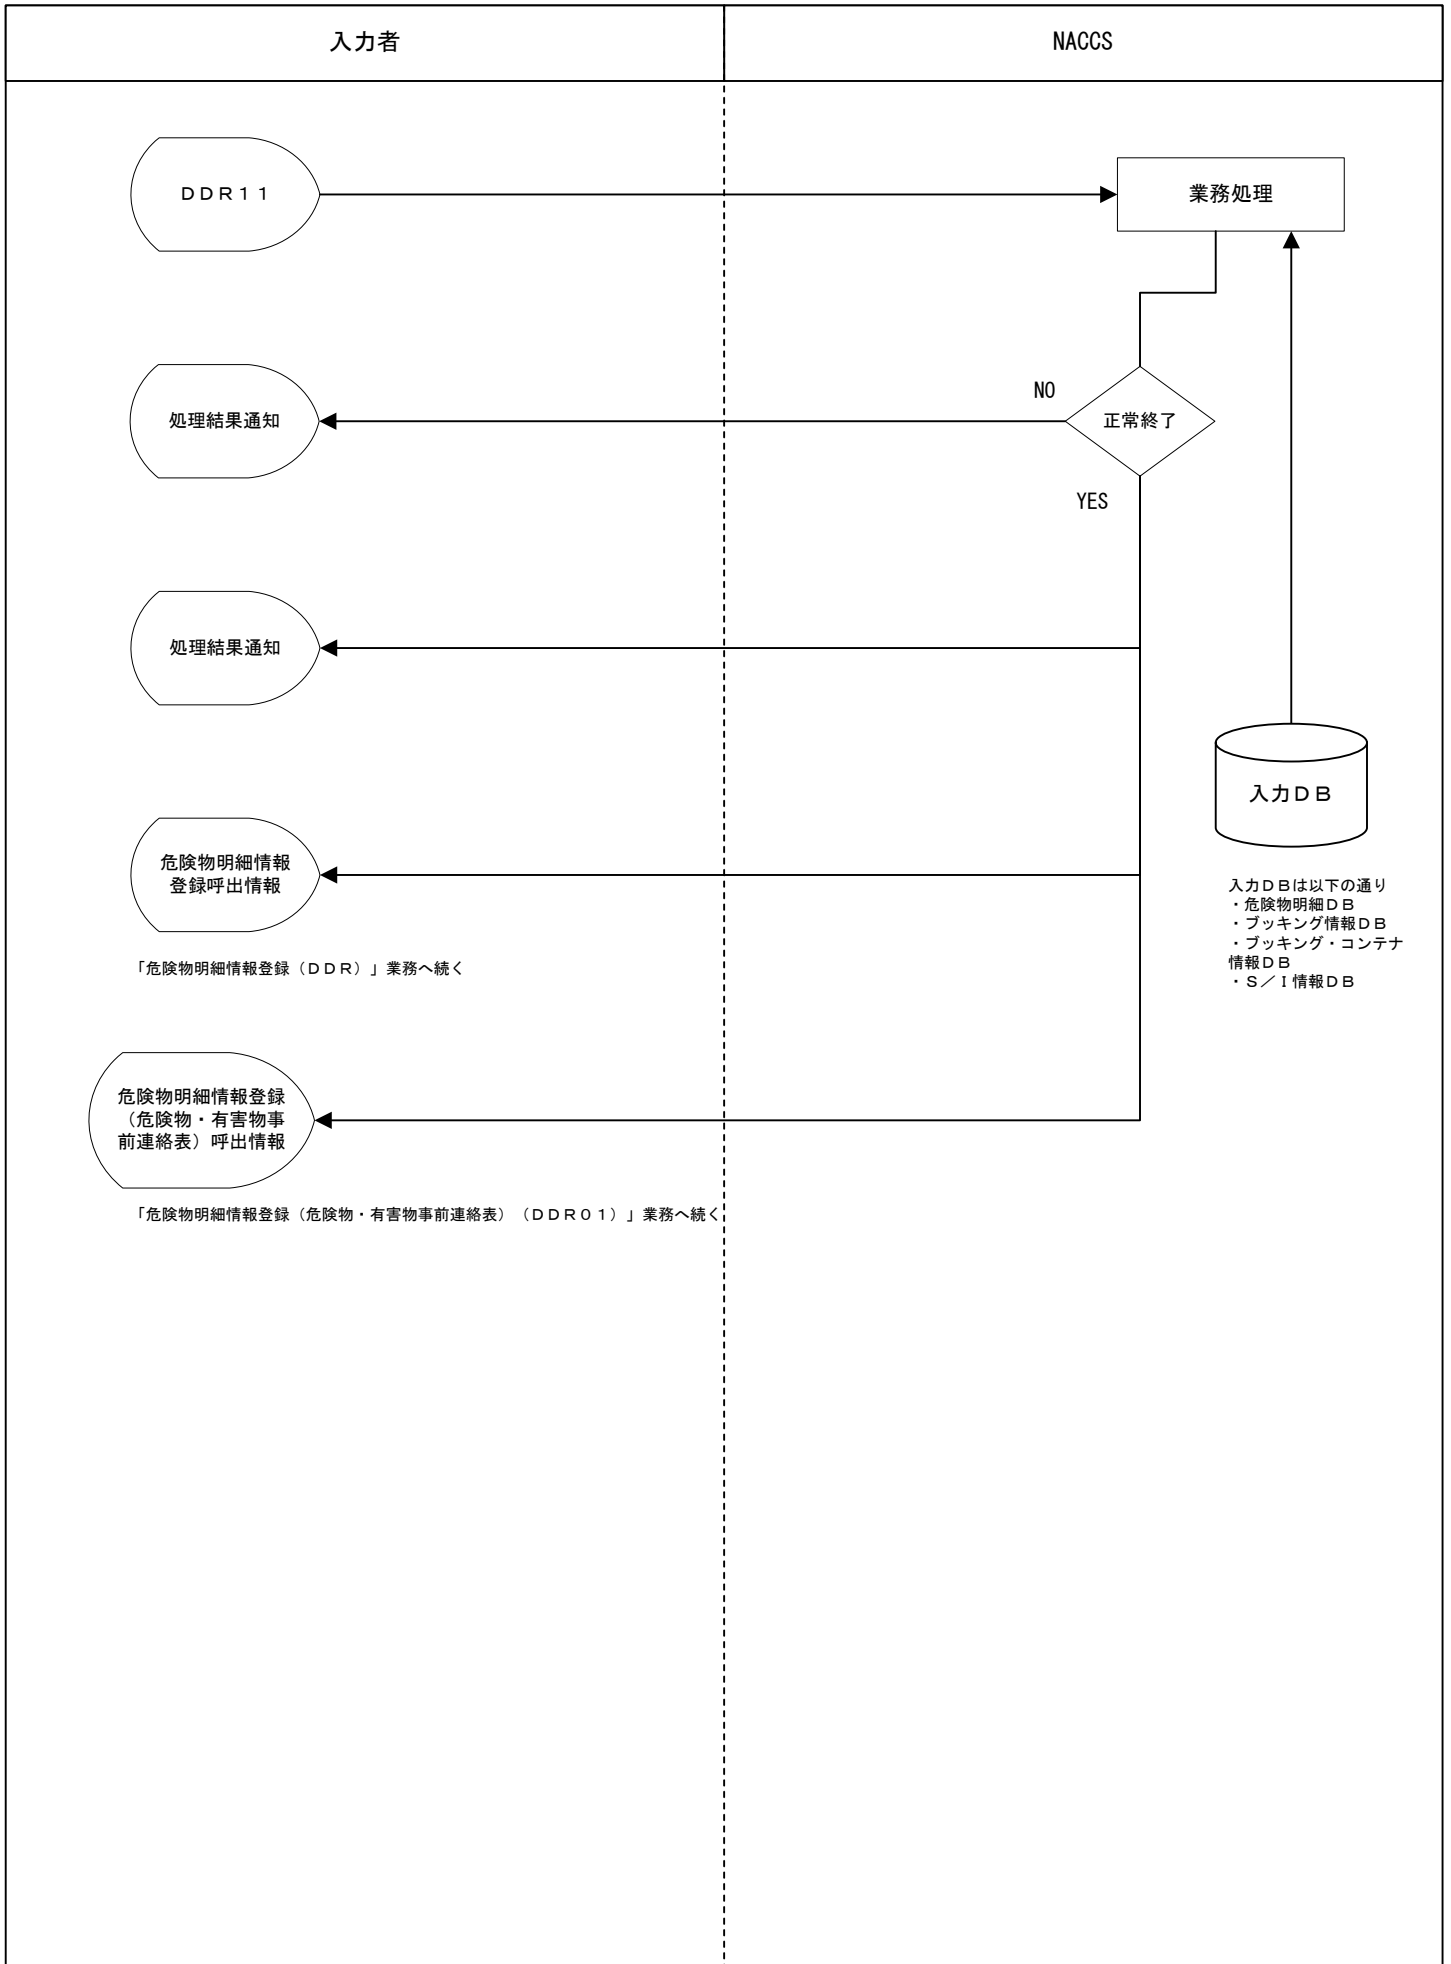 入力者
NACCS
ＤＤＲ１１
業務処理
NO
処理結果通知
正常終了
YES
処理結果通知
入力ＤＢ
危険物明細情報
登録呼出情報
入力ＤＢは以下の通り
・危険物明細ＤＢ
・ブッキング情報ＤＢ
・ブッキング・コンテナ
情報ＤＢ
・Ｓ／Ｉ情報ＤＢ
「危険物明細情報登録（ＤＤＲ）」業務へ続く
危険物明細情報登録
（危険物・有害物事
前連絡表）呼出情報
「危険物明細情報登録（危険物・有害物事前連絡表）（ＤＤＲ０１）」業務へ続く